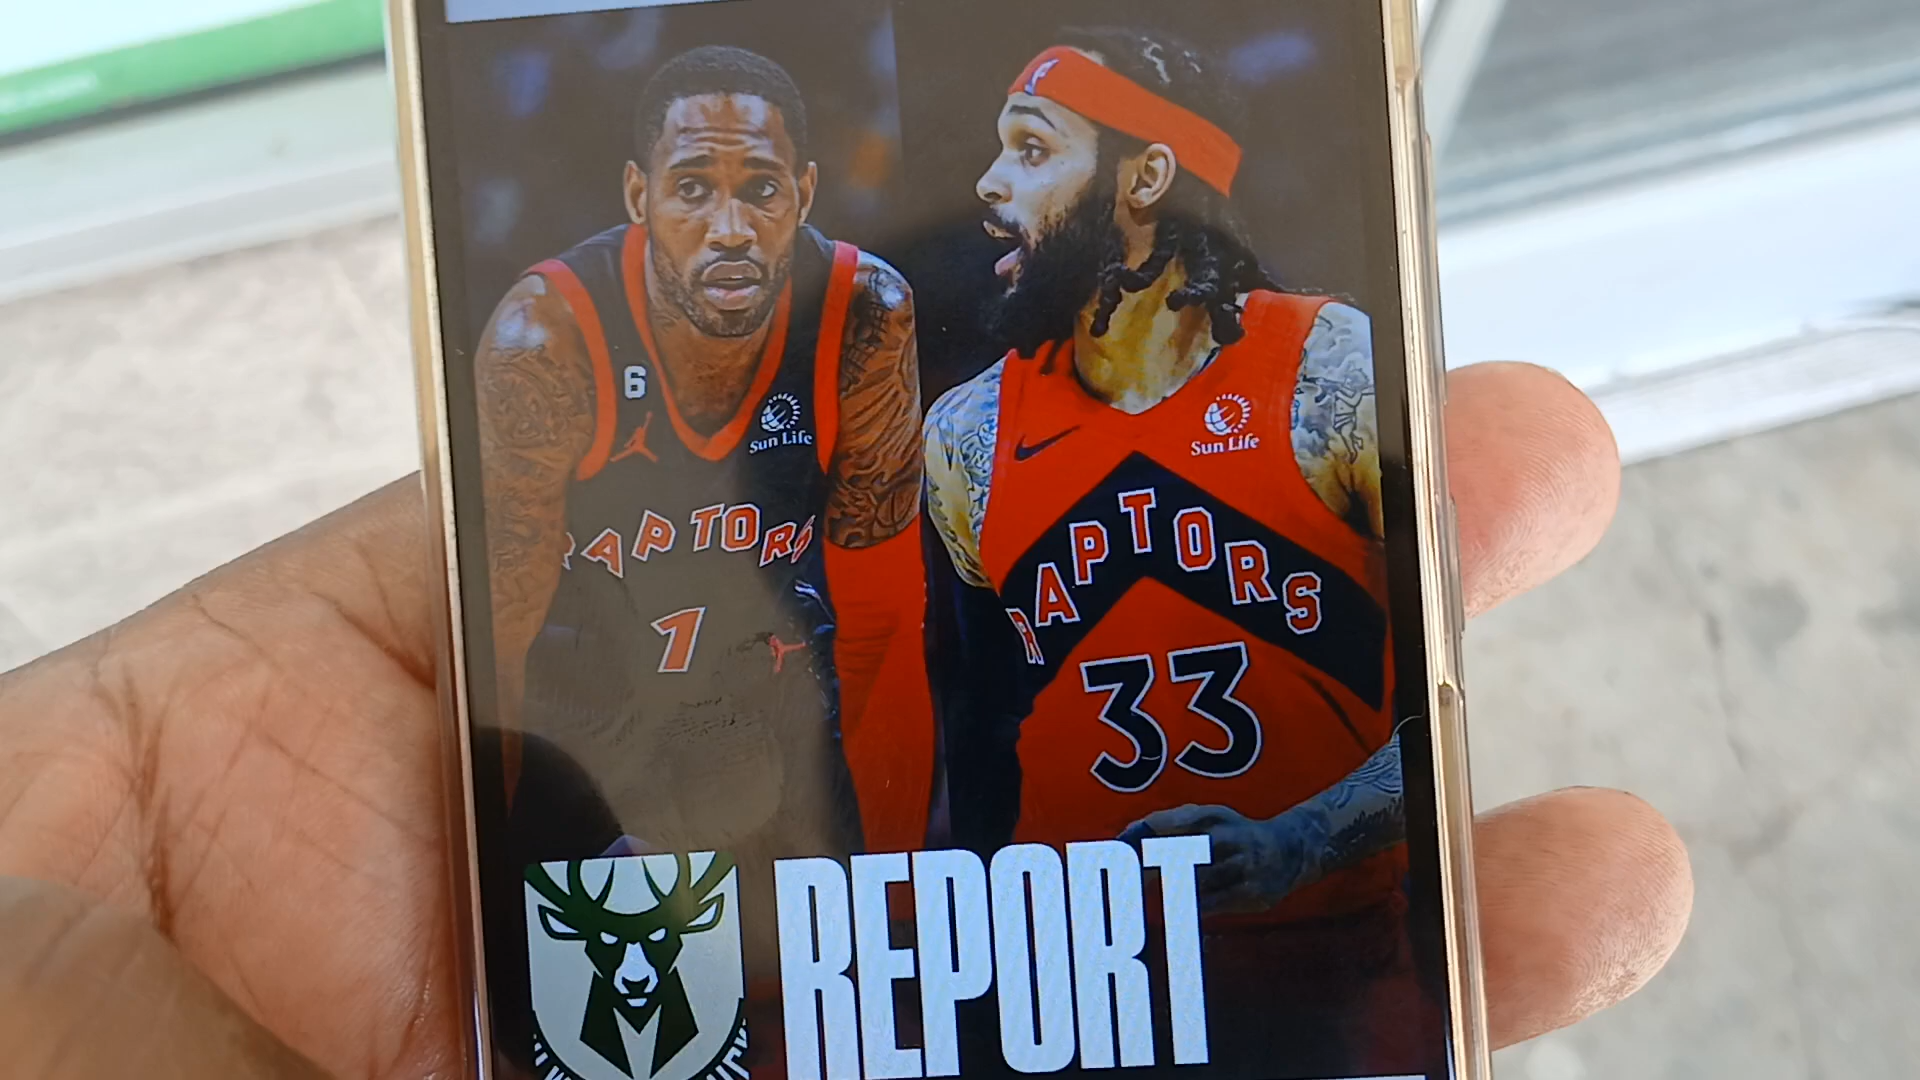 6
Sun Life
RAPTORS
1
Sun Life
RAPTORS
33
REPORT